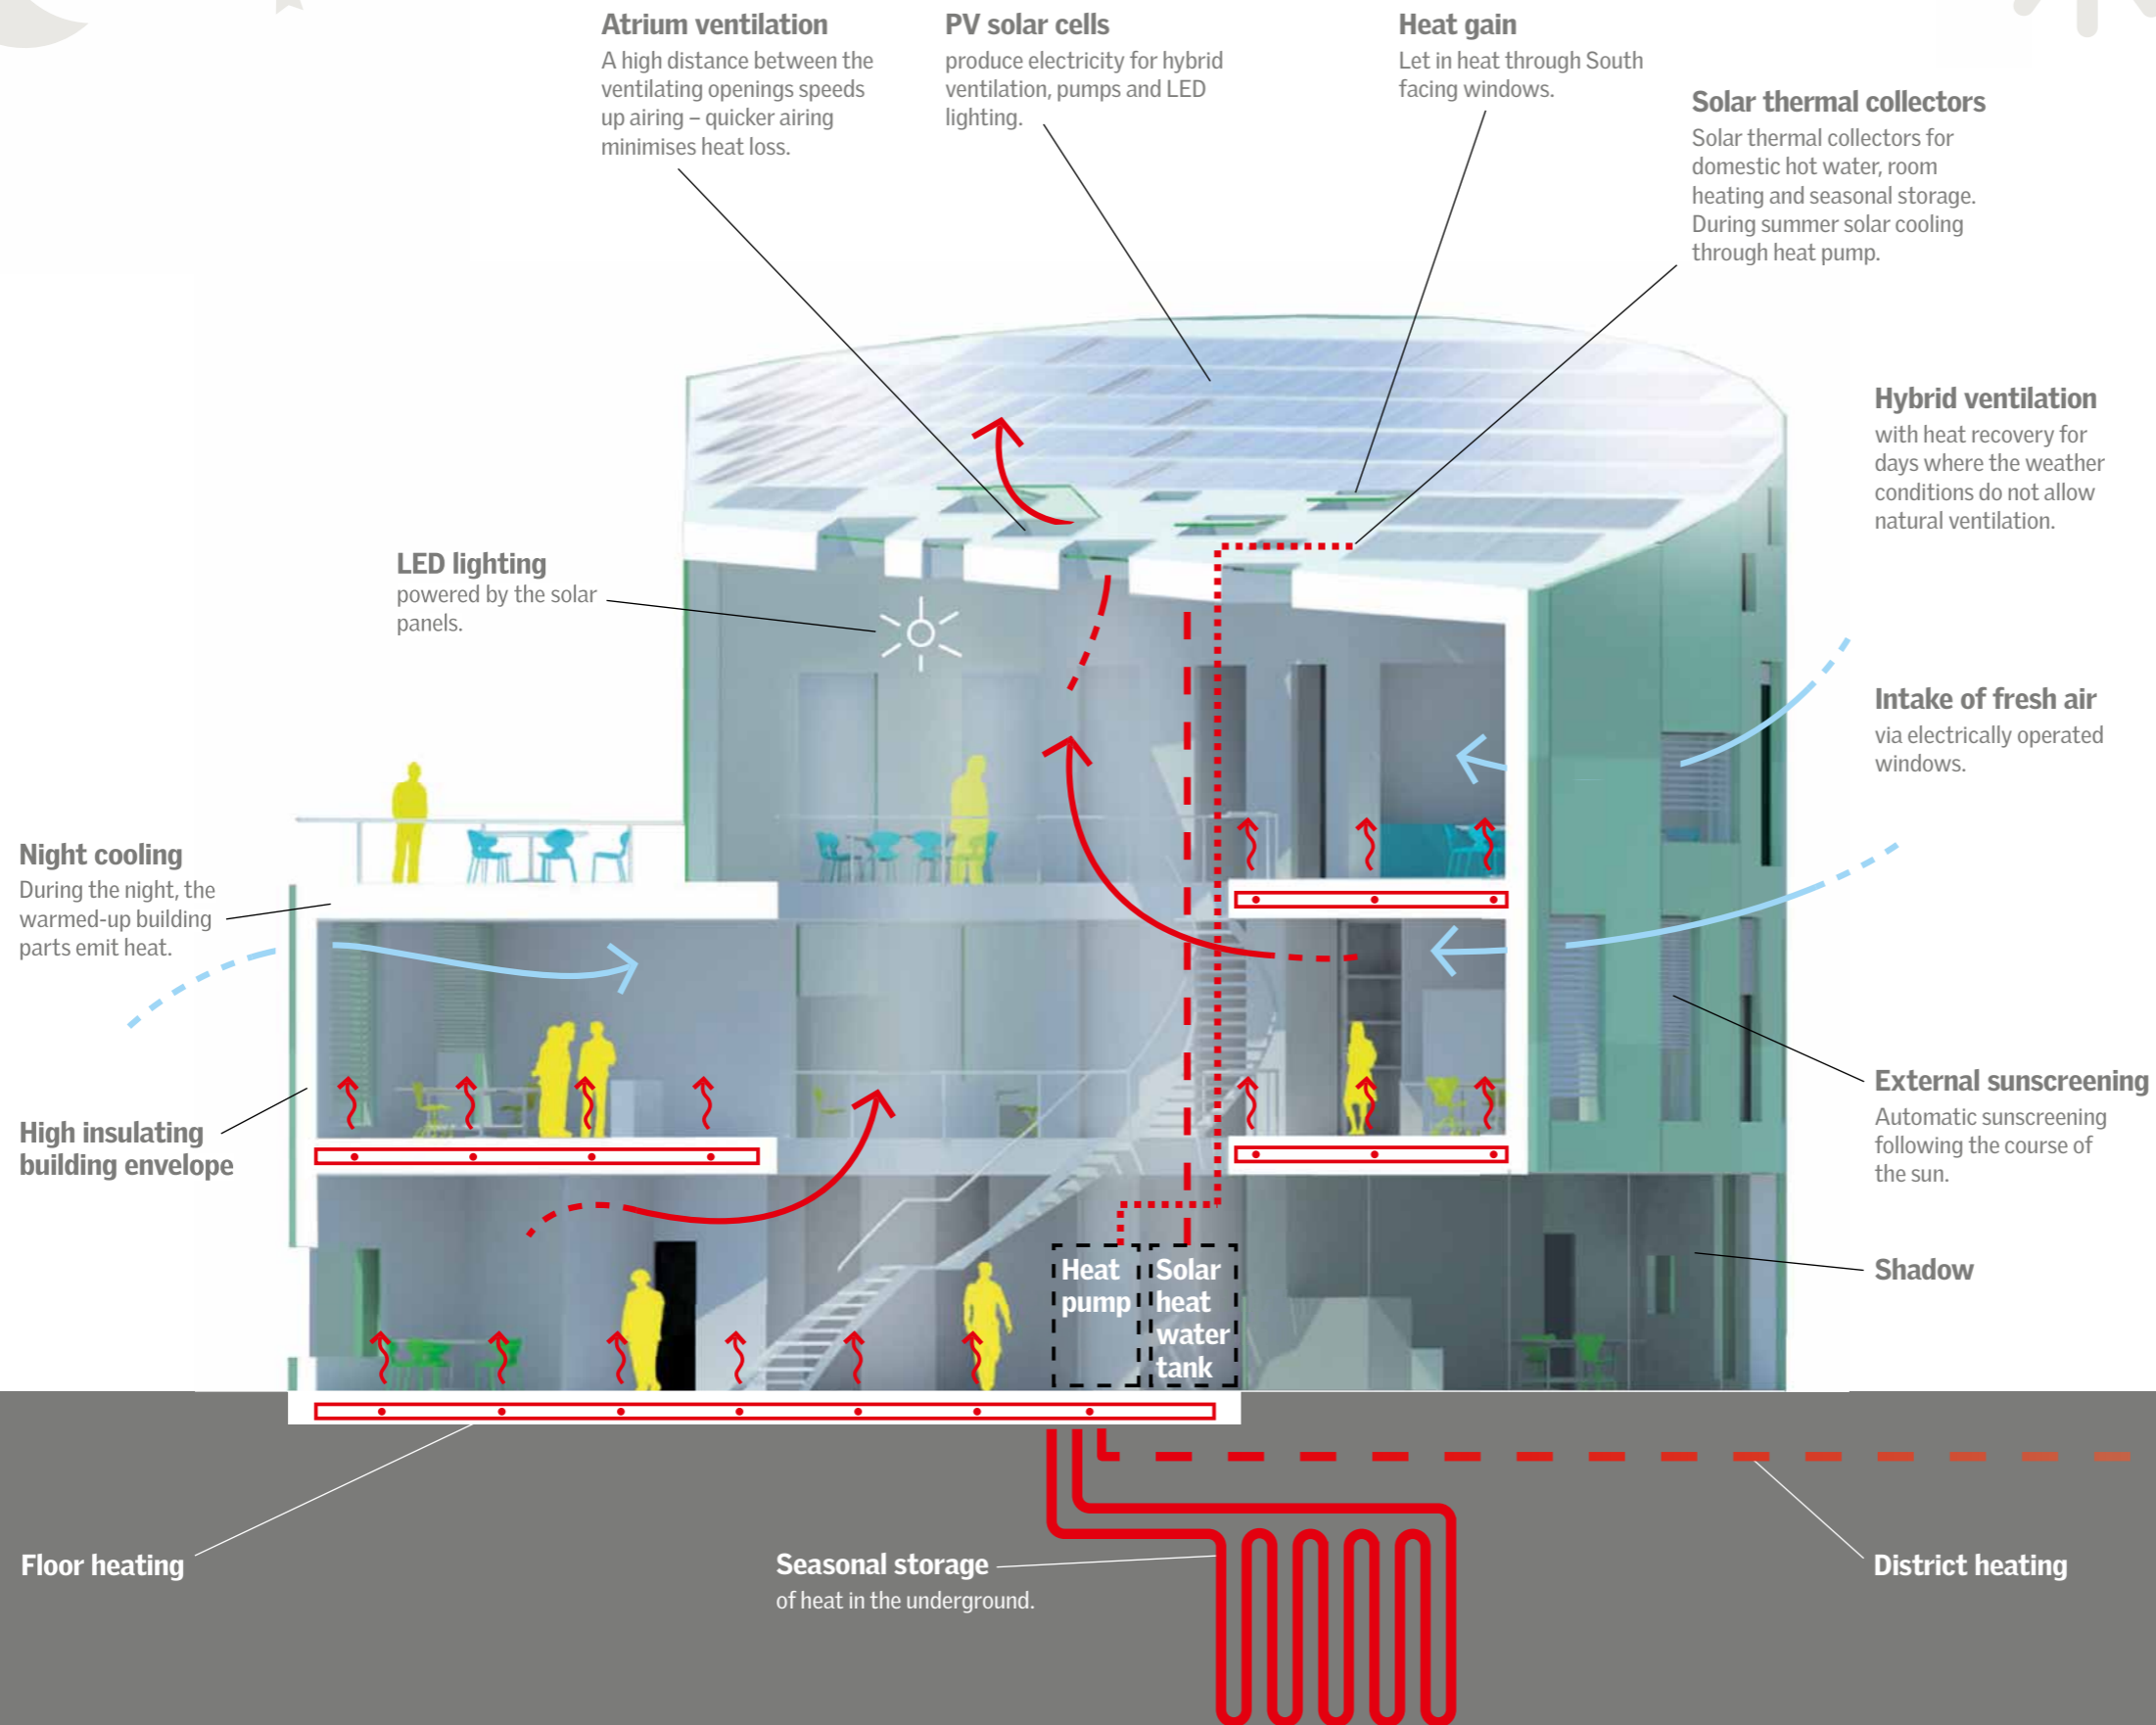 Atrium ventilation
A high distance between the
ventilating openings speeds
up airing – quicker airing
minimises heat loss.
PV solar cells
produce electricity for hybrid
ventilation, pumps and LED
lighting.
Heat gain
Let in heat through South
facing windows.
Solar thermal collectors
Solar thermal collectors for
domestic hot water, room
heating and seasonal storage.
During summer solar cooling
through heat pump.
Hybrid ventilation
with heat recovery for
days where the weather
conditions do not allow
natural ventilation.
LED lighting
powered by the solar
panels.
Intake of fresh air
via electrically operated
windows.
Night cooling
During the night, the
warmed-up building
parts emit heat.
High insulating
building envelope
External sunscreening
Automatic sunscreening
following the course of
the sun.
Shadow
Heat
pump
Solar
heat
water
tank
Floor heating
Seasonal storage
of heat in the underground.
District heating